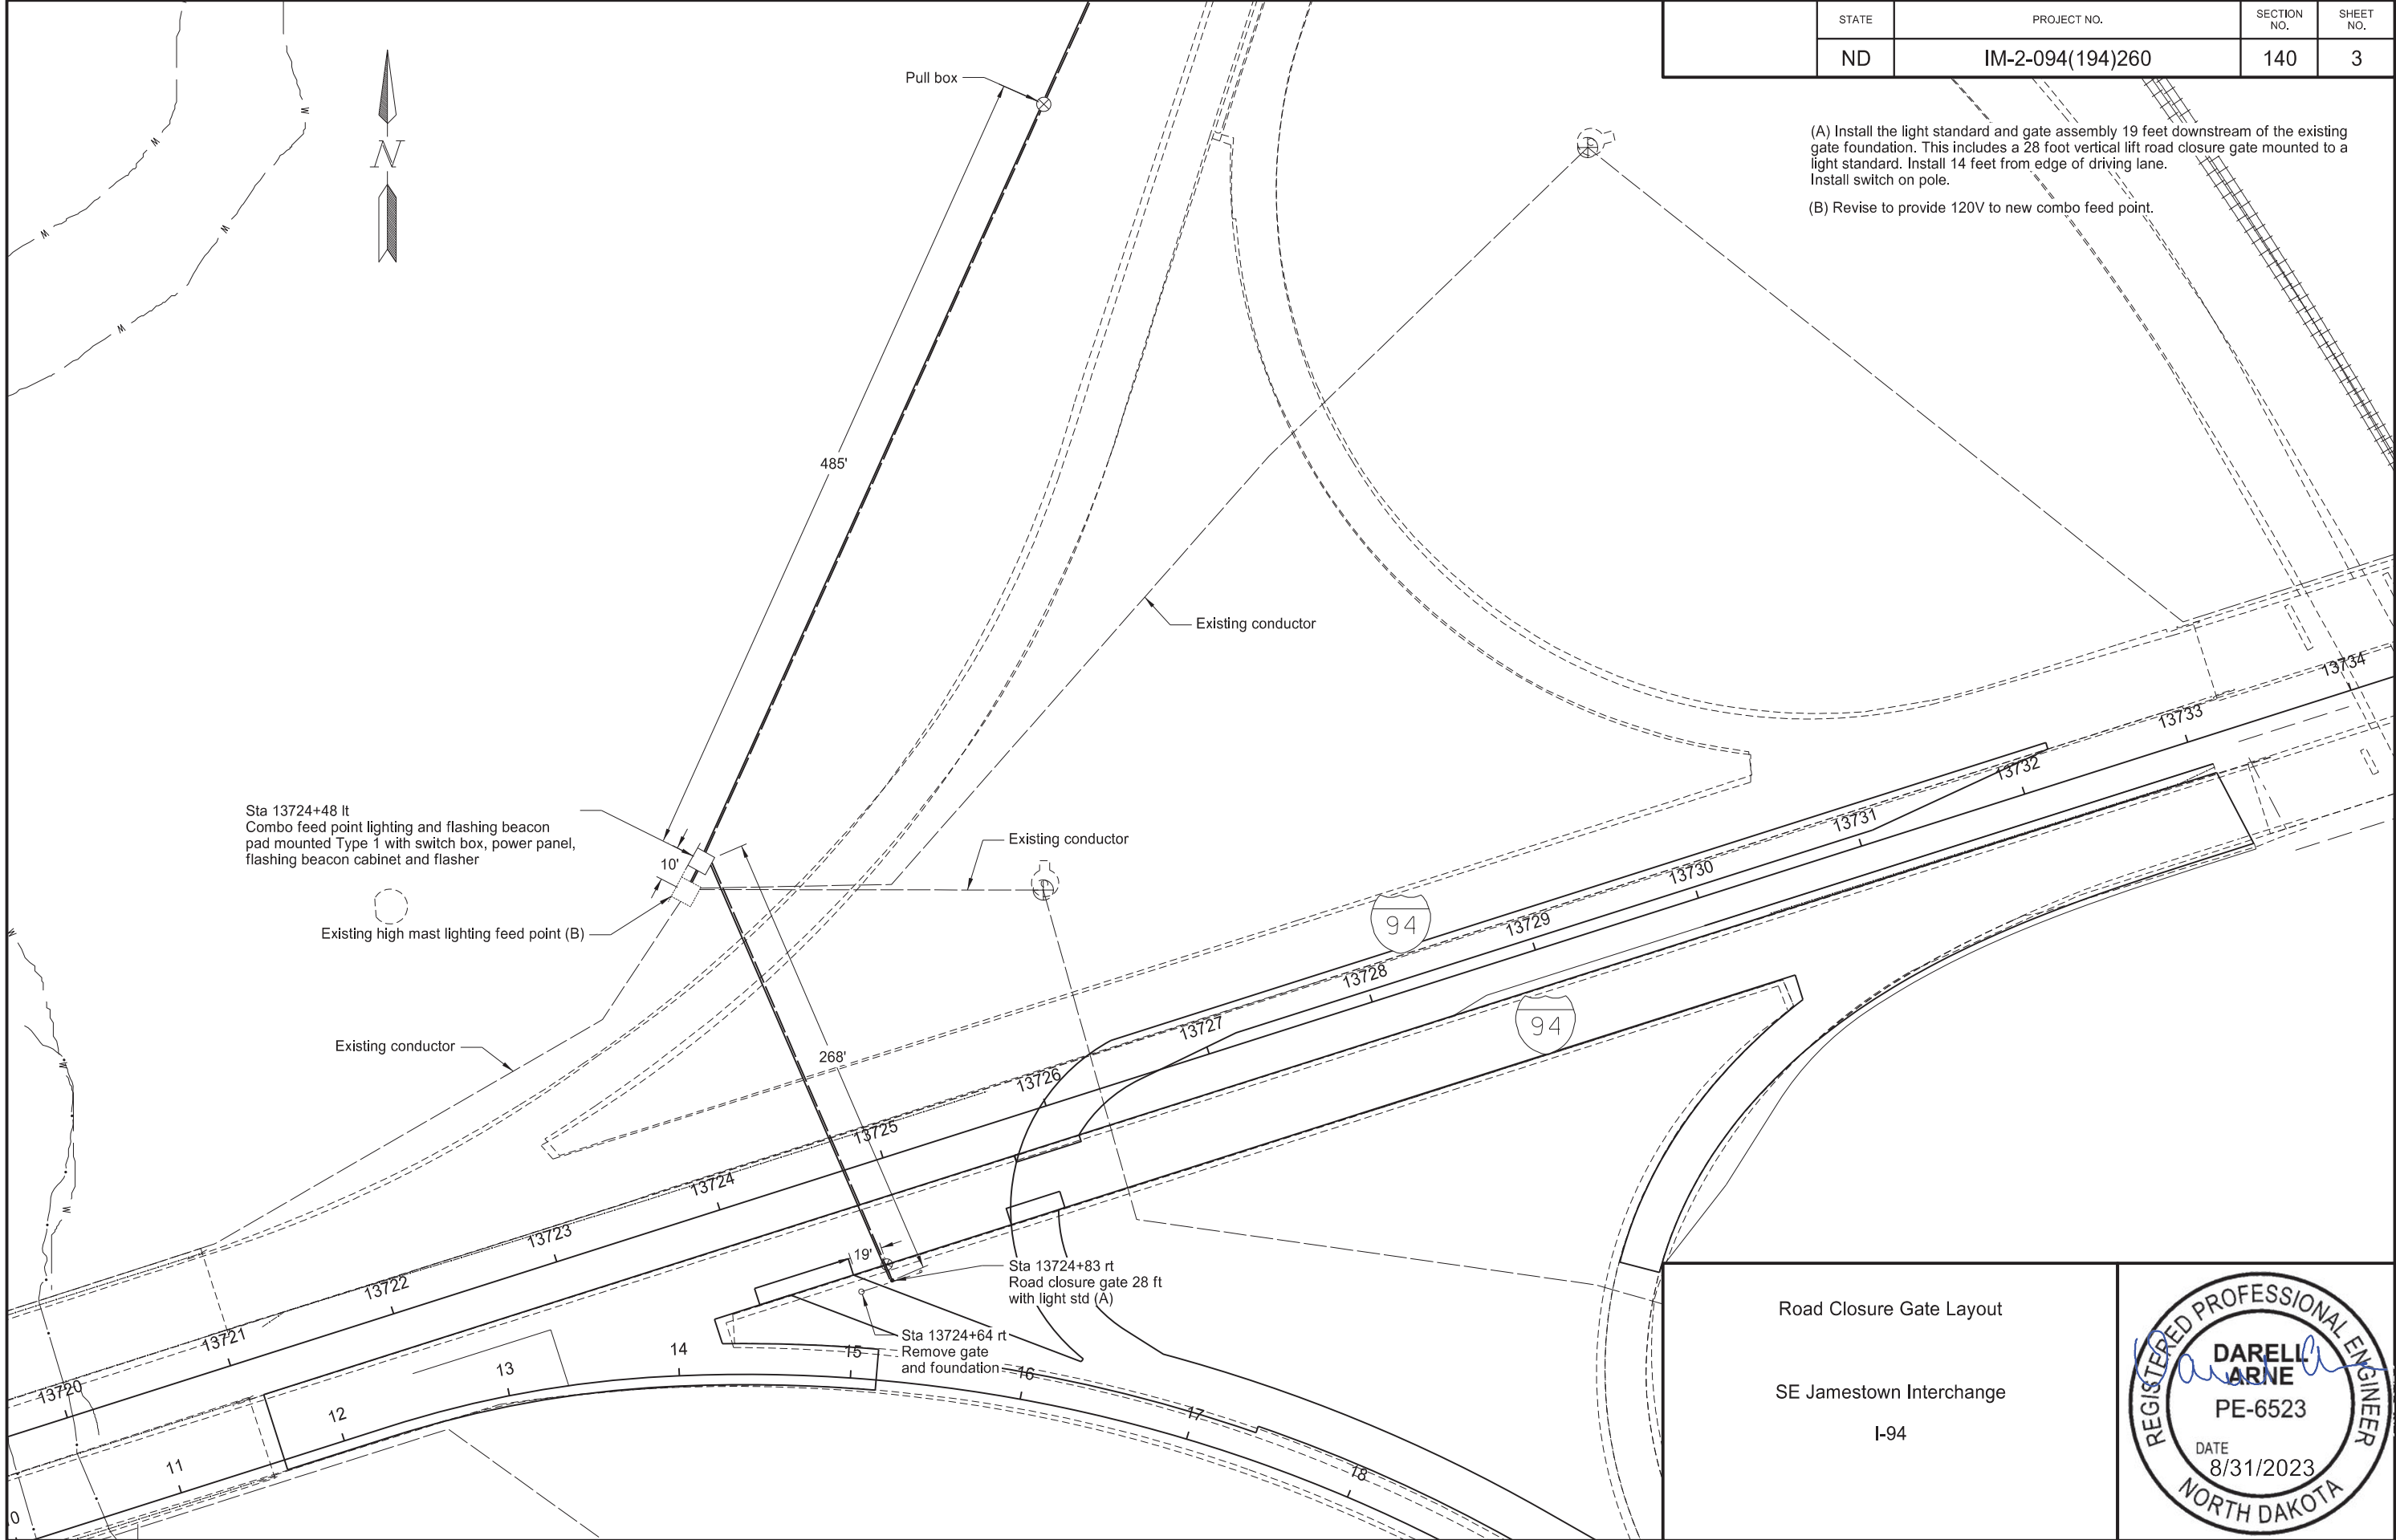 STATE
PROJECT NO.
SECTION
NO.
SHEET
NO.
ND
IM-2-094(194)260
140
3
(A) Install the light standard and gate assembly 19 feet downstream of the existing
gate foundation. This includes a 28 foot vertical lift road closure gate mounted to a
light standard. Install 14 feet from edge of driving lane.
Install switch on pole.
(B) Revise to provide 120V to new combo feed point.
N
Pull box
485'
Existing conductor
Sta 13724+48 lt
Combo feed point lighting and flashing beacon
pad mounted Type 1 with switch box, power panel,
flashing beacon cabinet and flasher
10'
Existing conductor
Existing high mast lighting feed point (B)
Existing conductor
268'
19'
W
W
W
W
W
W
W
W
W
94
94
13734
13733
13732
13731
13730
13729
13728
13727
13726
13725
13724
13723
13722
13721
13720
Sta 13724+83 rt
Road closure gate 28 ft
with light std (A)
Sta 13724+64 rt
Remove gate
and foundation
0
11
12
13
14
15
16
17
18
Road Closure Gate Layout
SE Jamestown Interchange
I-94
REGISTERED PROFESSIONAL ENGINEER
DARELL
ARNE
PE-6523
DATE
8/31/2023
NORTH DAKOTA